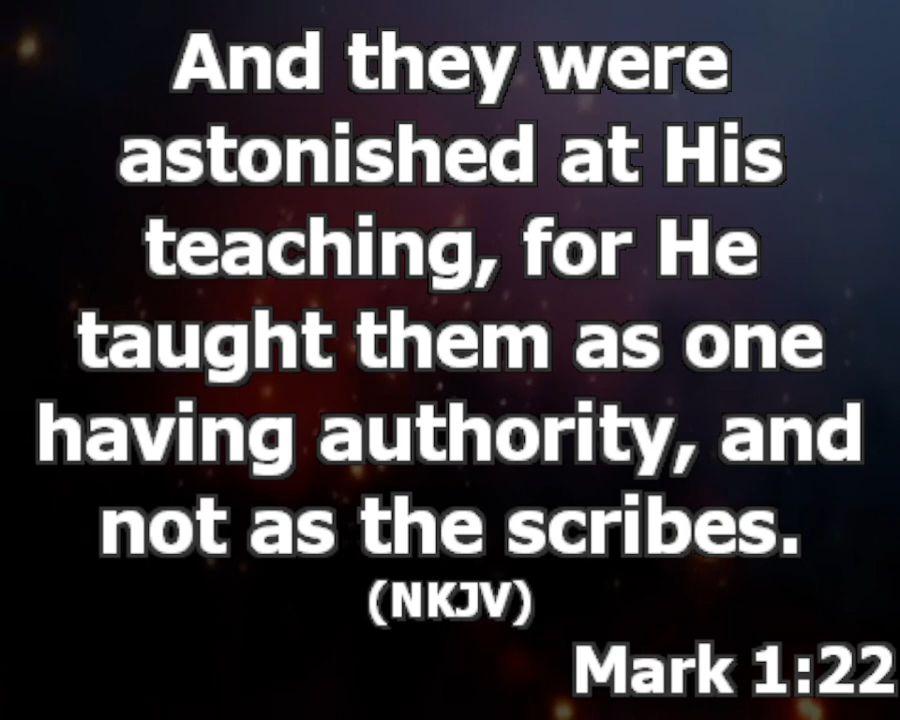 And they were
astonished at His
teaching, for He
taught them as one
having authority, and
not as the scribes.
(NKJV)
Mark 1:22